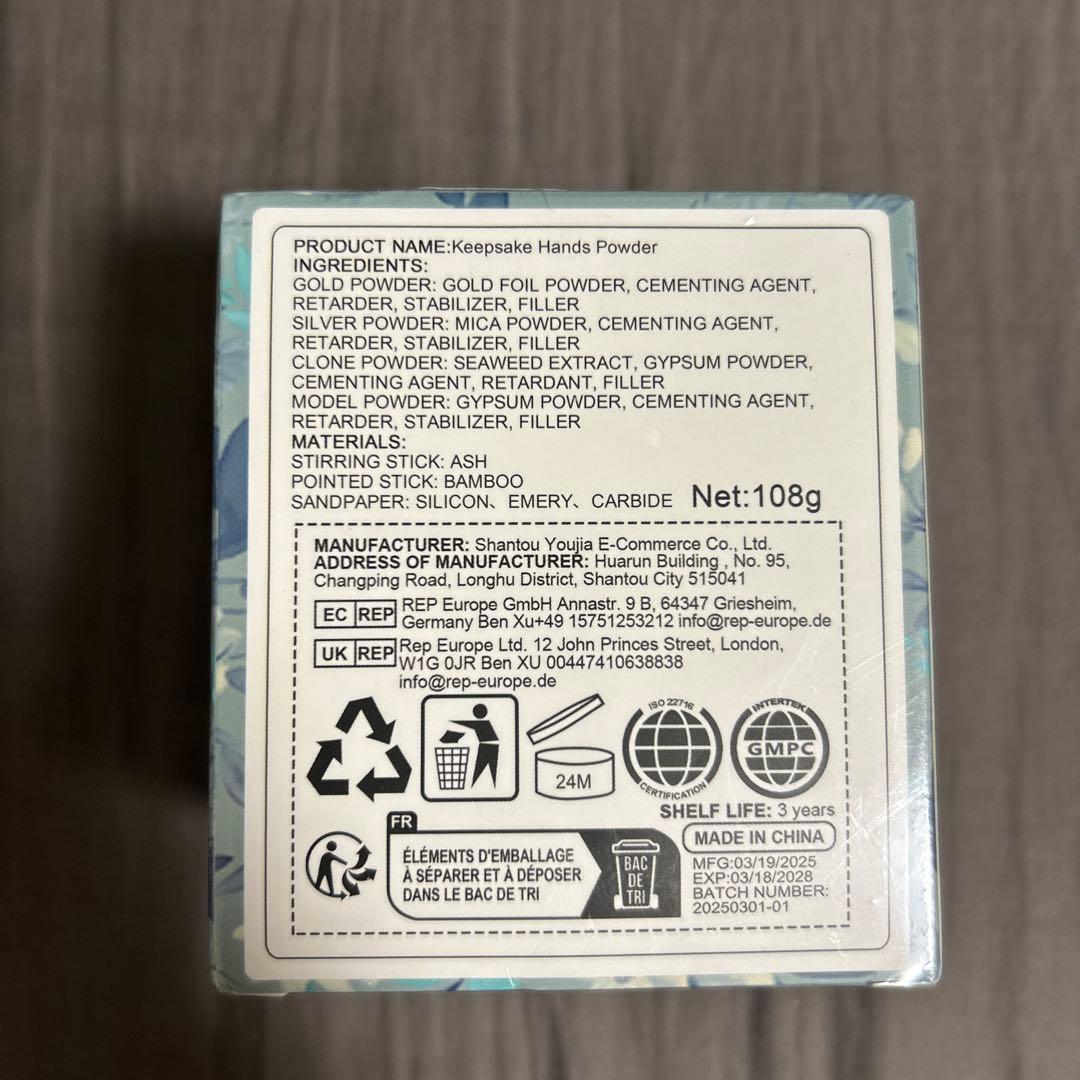 PRODUCT NAME:Keepsake Hands Powder
INGREDIENTS:
GOLD POWDER: GOLD FOIL POWDER, CEMENTING AGENT,
RETARDER, STABILIZER, FILLER
SILVER POWDER: MICA POWDER, CEMENTING AGENT,
RETARDER, STABILIZER, FILLER
CLONE POWDER: SEAWEED EXTRACT, GYPSUM POWDER,
CEMENTING AGENT, RETARDANT, FILLER
MODEL POWDER: GYPSUM POWDER, CEMENTING AGENT,
RETARDER, STABILIZER, FILLER
MATERIALS:
STIRRING STICK: ASH
POINTED STICK: BAMBOO
SANDPAPER: SILICON、EMERY、CARBIDE Net:108g
MANUFACTURER: Shantou Youjia E-Commerce Co., Ltd.
ADDRESS OF MANUFACTURER: Huarun Building , No. 95,
Changping Road, Longhu District, Shantou City 515041
EC REP REP Europe GmbH Annastr. 9 B, 64347 Griesheim,
Germany Ben Xu+49 15751253212 info@rep-europe.de
UK REP Rep Europe Ltd. 12 John Princes Street, London,
W1G 0JR Ben XU 00447410638838
info@rep-europe.de
24M
ISO 22716
CERTIFICATION
INTERTEK
GMPC
SHELF LIFE: 3 years
FR
ÉLÉMENTS D'EMBALLAGE
À SÉPARER ET À DÉPOSER
DANS LE BAC DE TRI
BAC
DE
TRI
MADE IN CHINA
MFG:03/19/2025
EXP:03/18/2028
BATCH NUMBER:
20250301-01